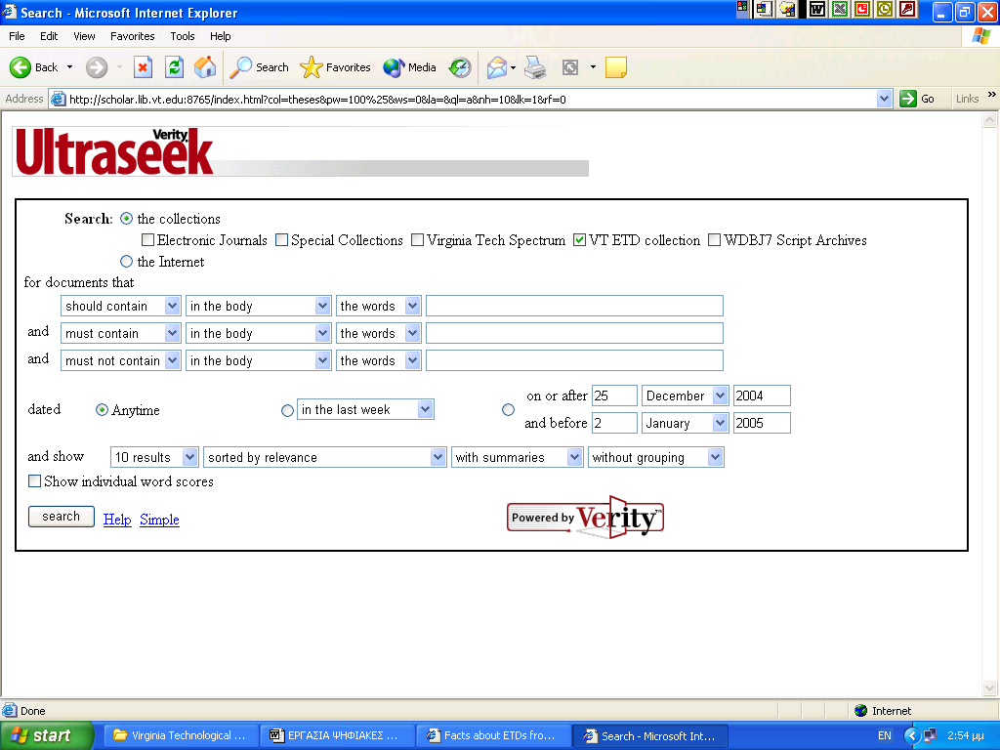 Search - Microsoft Internet Explorer
File Edit View Favorites Tools Help
Back Search Favorites Media
Address http://scholar.lib.vt.edu:8765/index.html?col=theses&pw=100%25&ws=0&la=&ql=a&nh=10&lk=1&rf=0 Go Links »
Verity
Ultraseek
Search: the collections
Electronic Journals Special Collections Virginia Tech Spectrum VT ETD collection WDBJ7 Script Archives
the Internet
for documents that
should contain in the body the words
and must contain in the body the words
and must not contain in the body the words
on or after 25 December 2004
dated Anytime in the last week
and before 2 January 2005
and show 10 results sorted by relevance with summaries without grouping
Show individual word scores
search Help Simple Powered by Verity™
Done Internet
start Virginia Technological ... ΕΡΓΑΣΙΑ ΨΗΦΙΑΚΕΣ ... Facts about ETDs fro... Search - Microsoft Int... EN 2:54 μμ